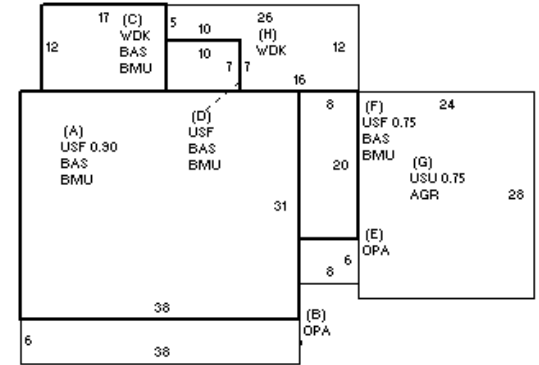 17
(C)
WDK
BAS
BMU
12
5
10
10
26
(H)
WDK
12
7
7
16
(A)
USF 0.90
BAS
BMU
(D)
USF
BAS
BMU
8
(F)
USF 0.75
BAS
BMU
24
(G)
USU 0.75
AGR
20
28
31
(E)
OPA
6
8
38
(B)
OPA
6
38